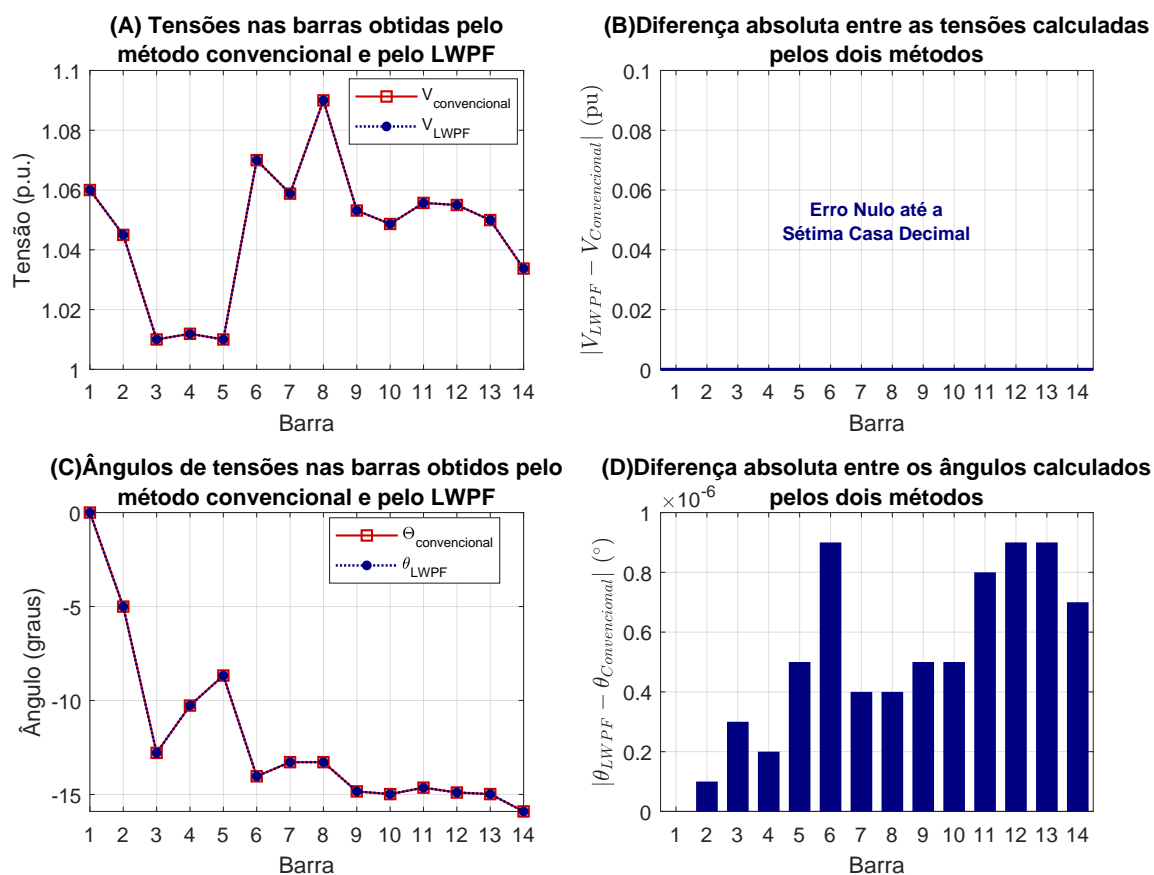 (A) Tensões nas barras obtidas pelo
método convencional e pelo LWPF
1.1
1.08
1.06
1.04
1.02
1
Tensão (p.u.)
V convencional
V LWPF
1 2 3 4 5 6 7 8 9 10 11 12 13 14
Barra
(B)Diferença absoluta entre as tensões calculadas
pelos dois métodos
0.1
0.08
0.06
0.04
0.02
0
|V_LWPF − V_Convencional| (pu)
Erro Nulo até a
Sétima Casa Decimal
1 2 3 4 5 6 7 8 9 10 11 12 13 14
Barra
(C)Ângulos de tensões nas barras obtidos pelo
método convencional e pelo LWPF
0
-5
-10
-15
Ângulo (graus)
Θ convencional
θ LWPF
1 2 3 4 5 6 7 8 9 10 11 12 13 14
Barra
(D)Diferença absoluta entre os ângulos calculados
pelos dois métodos
×10^-6
1
0.8
0.6
0.4
0.2
0
|θ_LWPF − θ_Convencional| (°)
1 2 3 4 5 6 7 8 9 10 11 12 13 14
Barra